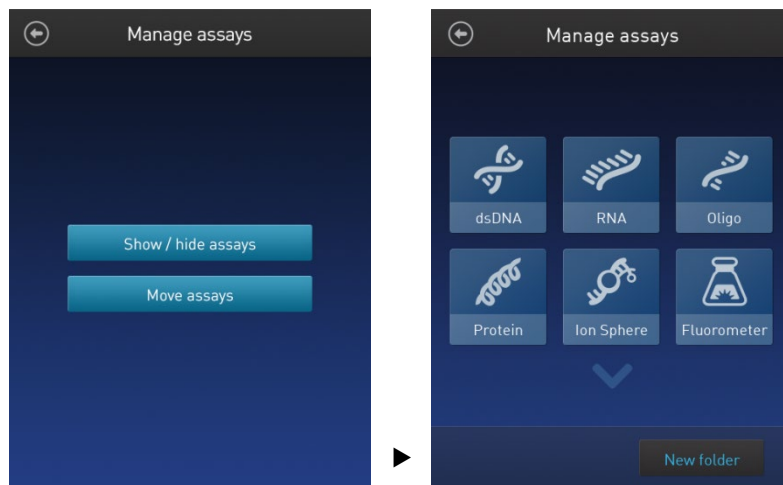 Manage assays
Show / hide assays
Move assays
Manage assays
dsDNA
RNA
Oligo
Protein
Ion Sphere
Fluorometer
New folder